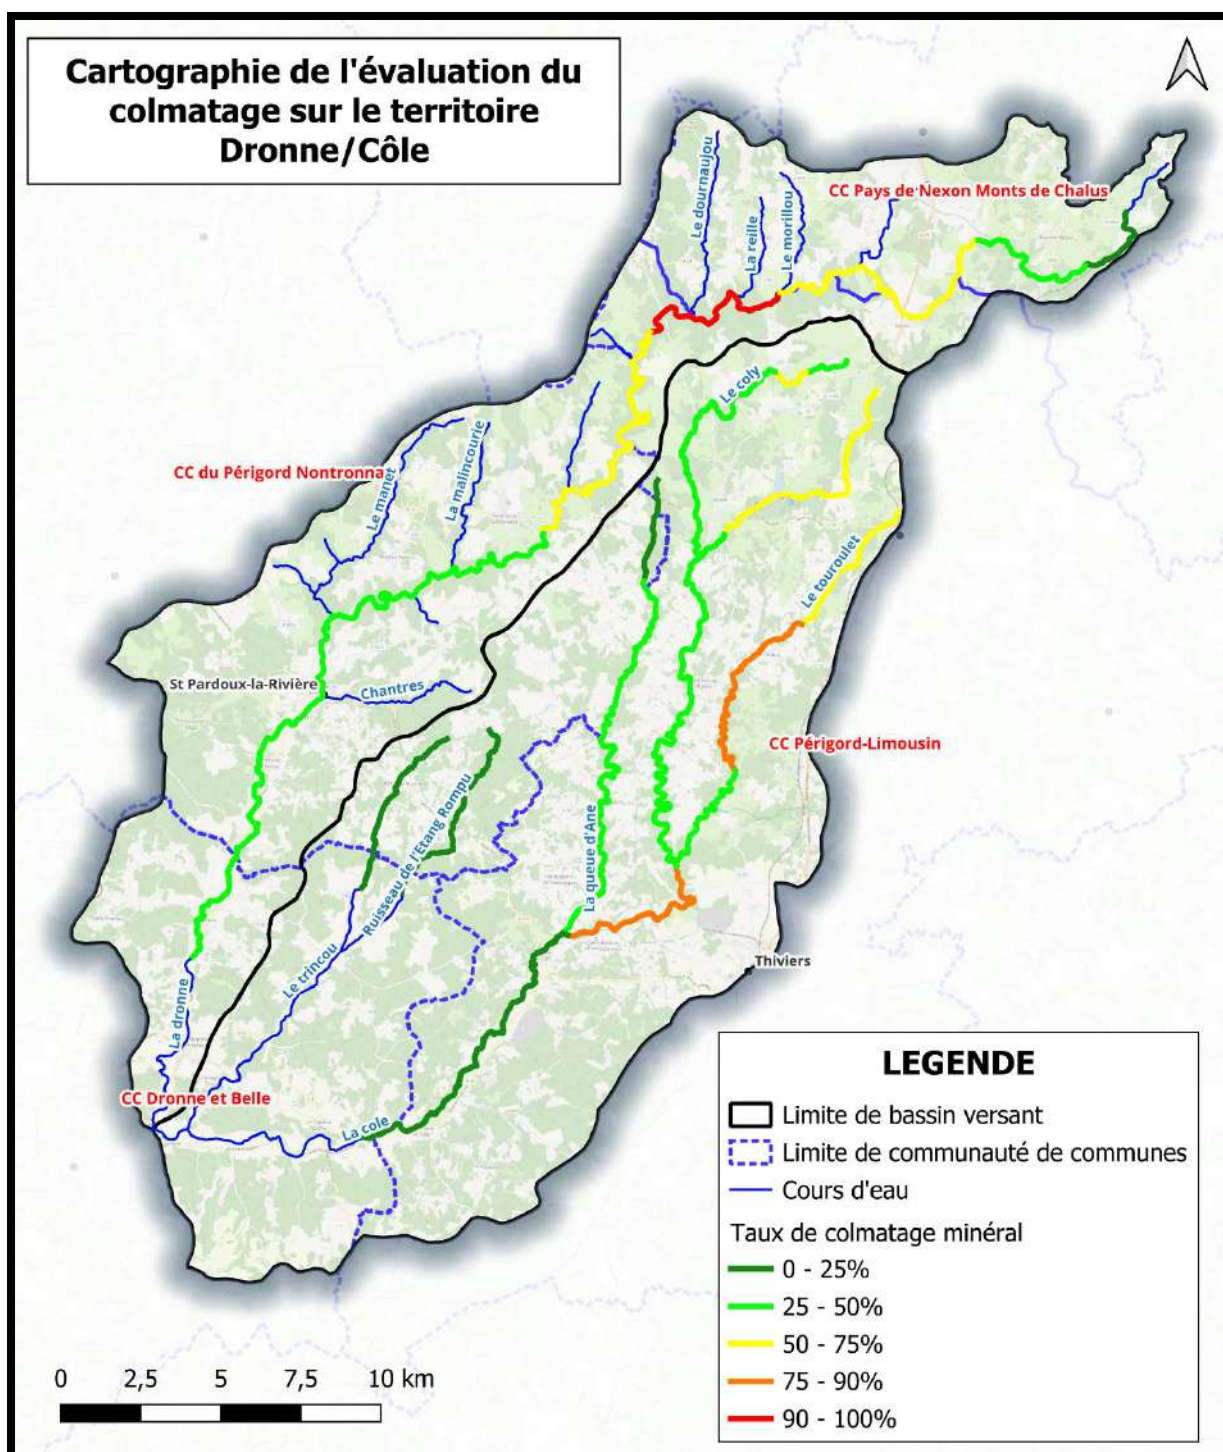 Cartographie de l'évaluation du
colmatage sur le territoire
Dronne/Côle
CC Pays de Nexon Monts de Chalus
Le dournaujou
La reille
Le morillou
Le coly
CC du Périgord Nontronna
Le manet
La malincourie
Le touroulet
St Pardoux-la-Rivière
Chantres
CC Périgord-Limousin
Ruisseau de l'Etang Rompu
La queue d'Ane
Le trincou
Thiviers
La dronne
CC Dronne et Belle
La cole
LEGENDE
Limite de bassin versant
Limite de communauté de communes
Cours d'eau
Taux de colmatage minéral
0 - 25%
25 - 50%
50 - 75%
75 - 90%
90 - 100%
0 2,5 5 7,5 10 km